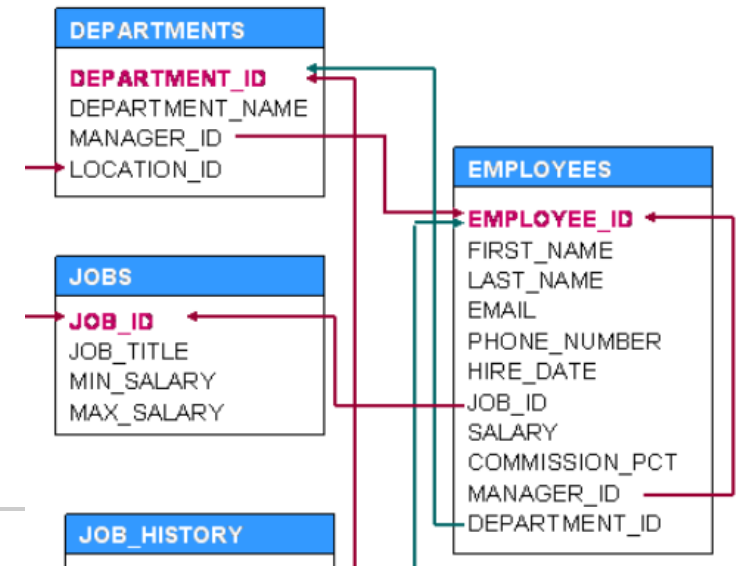 DEPARTMENTS
DEPARTMENT_ID
DEPARTMENT_NAME
MANAGER_ID
LOCATION_ID
JOBS
JOB_ID
JOB_TITLE
MIN_SALARY
MAX_SALARY
JOB_HISTORY
EMPLOYEES
EMPLOYEE_ID
FIRST_NAME
LAST_NAME
EMAIL
PHONE_NUMBER
HIRE_DATE
JOB_ID
SALARY
COMMISSION_PCT
MANAGER_ID
DEPARTMENT_ID